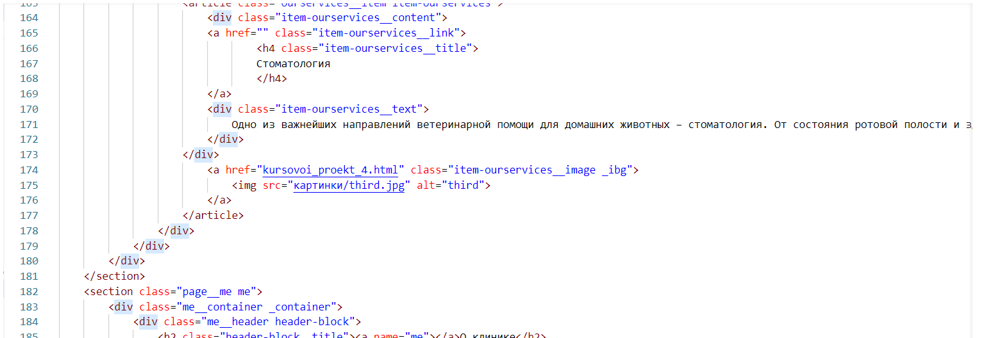 163 <article class="ourservices__item item-ourservices">
164 <div class="item-ourservices__content">
165 <a href="" class="item-ourservices__link">
166 <h4 class="item-ourservices__title">
167 Стоматология
168 </h4>
169 </a>
170 <div class="item-ourservices__text">
171 Одно из важнейших направлений ветеринарной помощи для домашних животных – стоматология. От состояния ротовой полости и з
172 </div>
173 </div>
174 <a href="kursovoi_proekt_4.html" class="item-ourservices__image _ibg">
175 <img src="картинки/third.jpg" alt="third">
176 </a>
177 </article>
178 </div>
179 </div>
180 </div>
181 </section>
182 <section class="page__me me">
183 <div class="me__container _container">
184 <div class="me__header header-block">
185 <h2 class="header-block__title"><a name="me"></a>О клинике</h2>